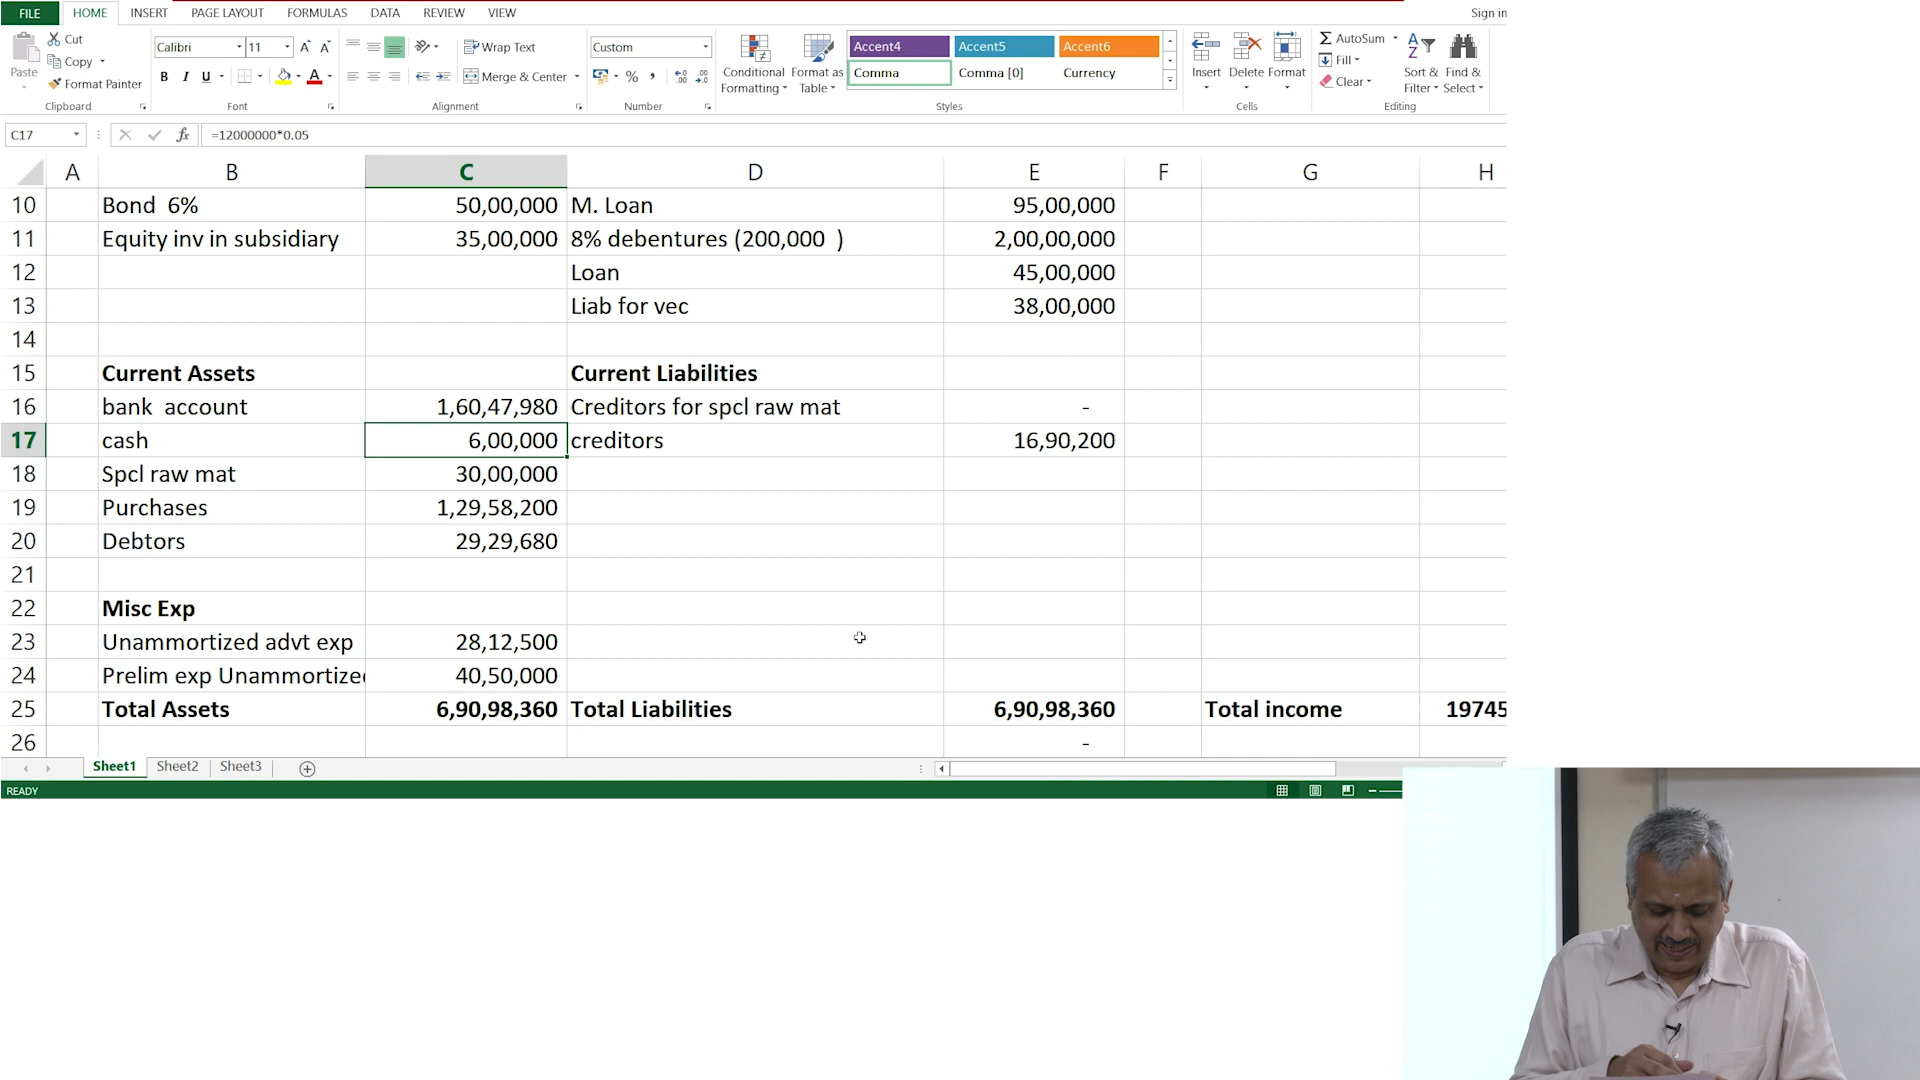 FILE HOME INSERT PAGE LAYOUT FORMULAS DATA REVIEW VIEW Sign in
Paste Cut Copy Format Painter Clipboard
Calibri 11 A A B I U A Font
Wrap Text Merge & Center Alignment
Custom % , Number
Conditional Formatting Format as Table Accent4 Accent5 Accent6 Comma Comma [0] Currency Styles
Insert Delete Format Cells
AutoSum Fill Clear Sort & Filter Find & Select Editing
C17 fx =12000000*0.05
A B C D E F G H
10 Bond 6% 50,00,000 M. Loan 95,00,000
11 Equity inv in subsidiary 35,00,000 8% debentures (200,000 ) 2,00,00,000
12 Loan 45,00,000
13 Liab for vec 38,00,000
14
15 Current Assets Current Liabilities
16 bank account 1,60,47,980 Creditors for spcl raw mat -
17 cash 6,00,000 creditors 16,90,200
18 Spcl raw mat 30,00,000
19 Purchases 1,29,58,200
20 Debtors 29,29,680
21
22 Misc Exp
23 Unammortized advt exp 28,12,500
24 Prelim exp Unammortize 40,50,000
25 Total Assets 6,90,98,360 Total Liabilities 6,90,98,360 Total income 19745
26 -
Sheet1 Sheet2 Sheet3
READY